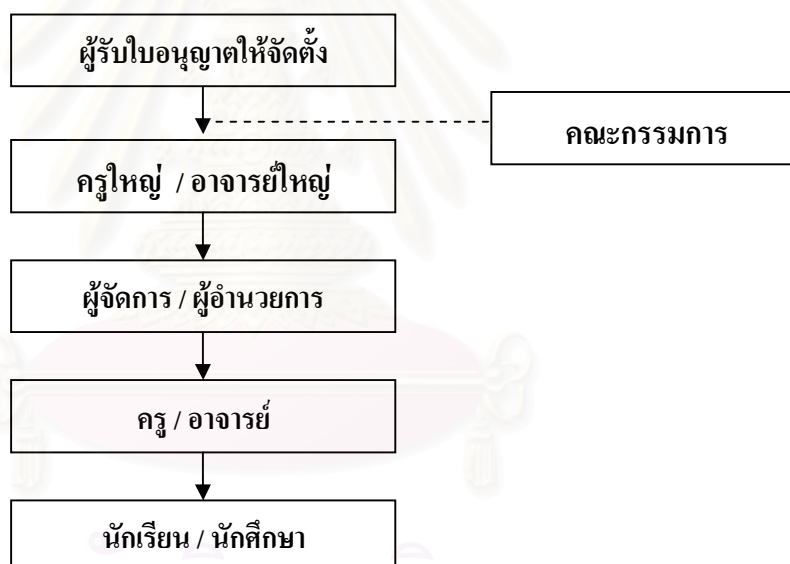 ผู้รับใบอนุญาตให้จัดตั้ง
คณะกรรมการ
ครูใหญ่ / อาจารย์ใหญ่
ผู้จัดการ / ผู้อำนวยการ
ครู / อาจารย์
นักเรียน / นักศึกษา